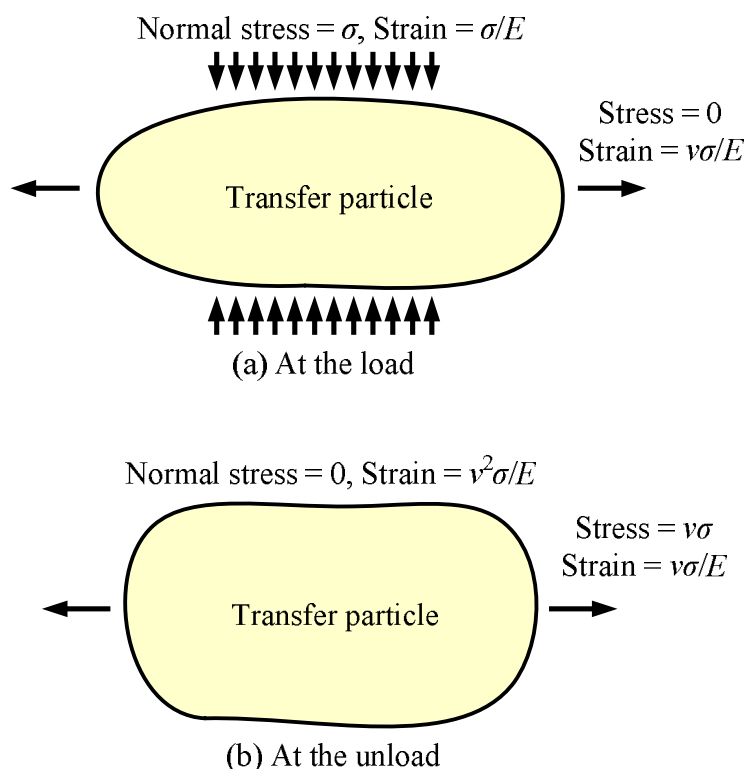 Normal stress = σ, Strain = σ/E
Stress = 0
Strain = νσ/E
Transfer particle
(a) At the load
Normal stress = 0, Strain = ν²σ/E
Stress = νσ
Strain = νσ/E
Transfer particle
(b) At the unload